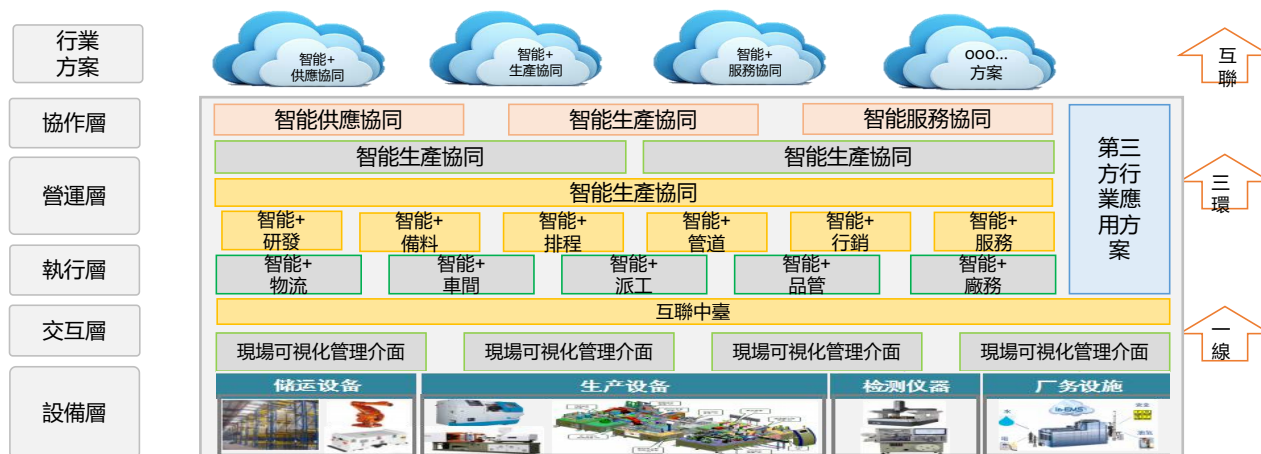 行業
方案
智能+
供應協同
智能+
生產協同
智能+
服務協同
ooo...
方案
互
聯
協作層
智能供應協同
智能生產協同
智能服務協同
第三方行業應用方案
智能生產協同
智能生產協同
營運層
智能生產協同
三
環
智能+
研發
智能+
備料
智能+
排程
智能+
管道
智能+
行銷
智能+
服務
執行層
智能+
物流
智能+
車間
智能+
派工
智能+
品管
智能+
廠務
交互層
互聯中臺
一
線
現場可視化管理介面
現場可視化管理介面
現場可視化管理介面
現場可視化管理介面
設備層
储运设备
生产设备
检测仪器
厂务设施
水
电